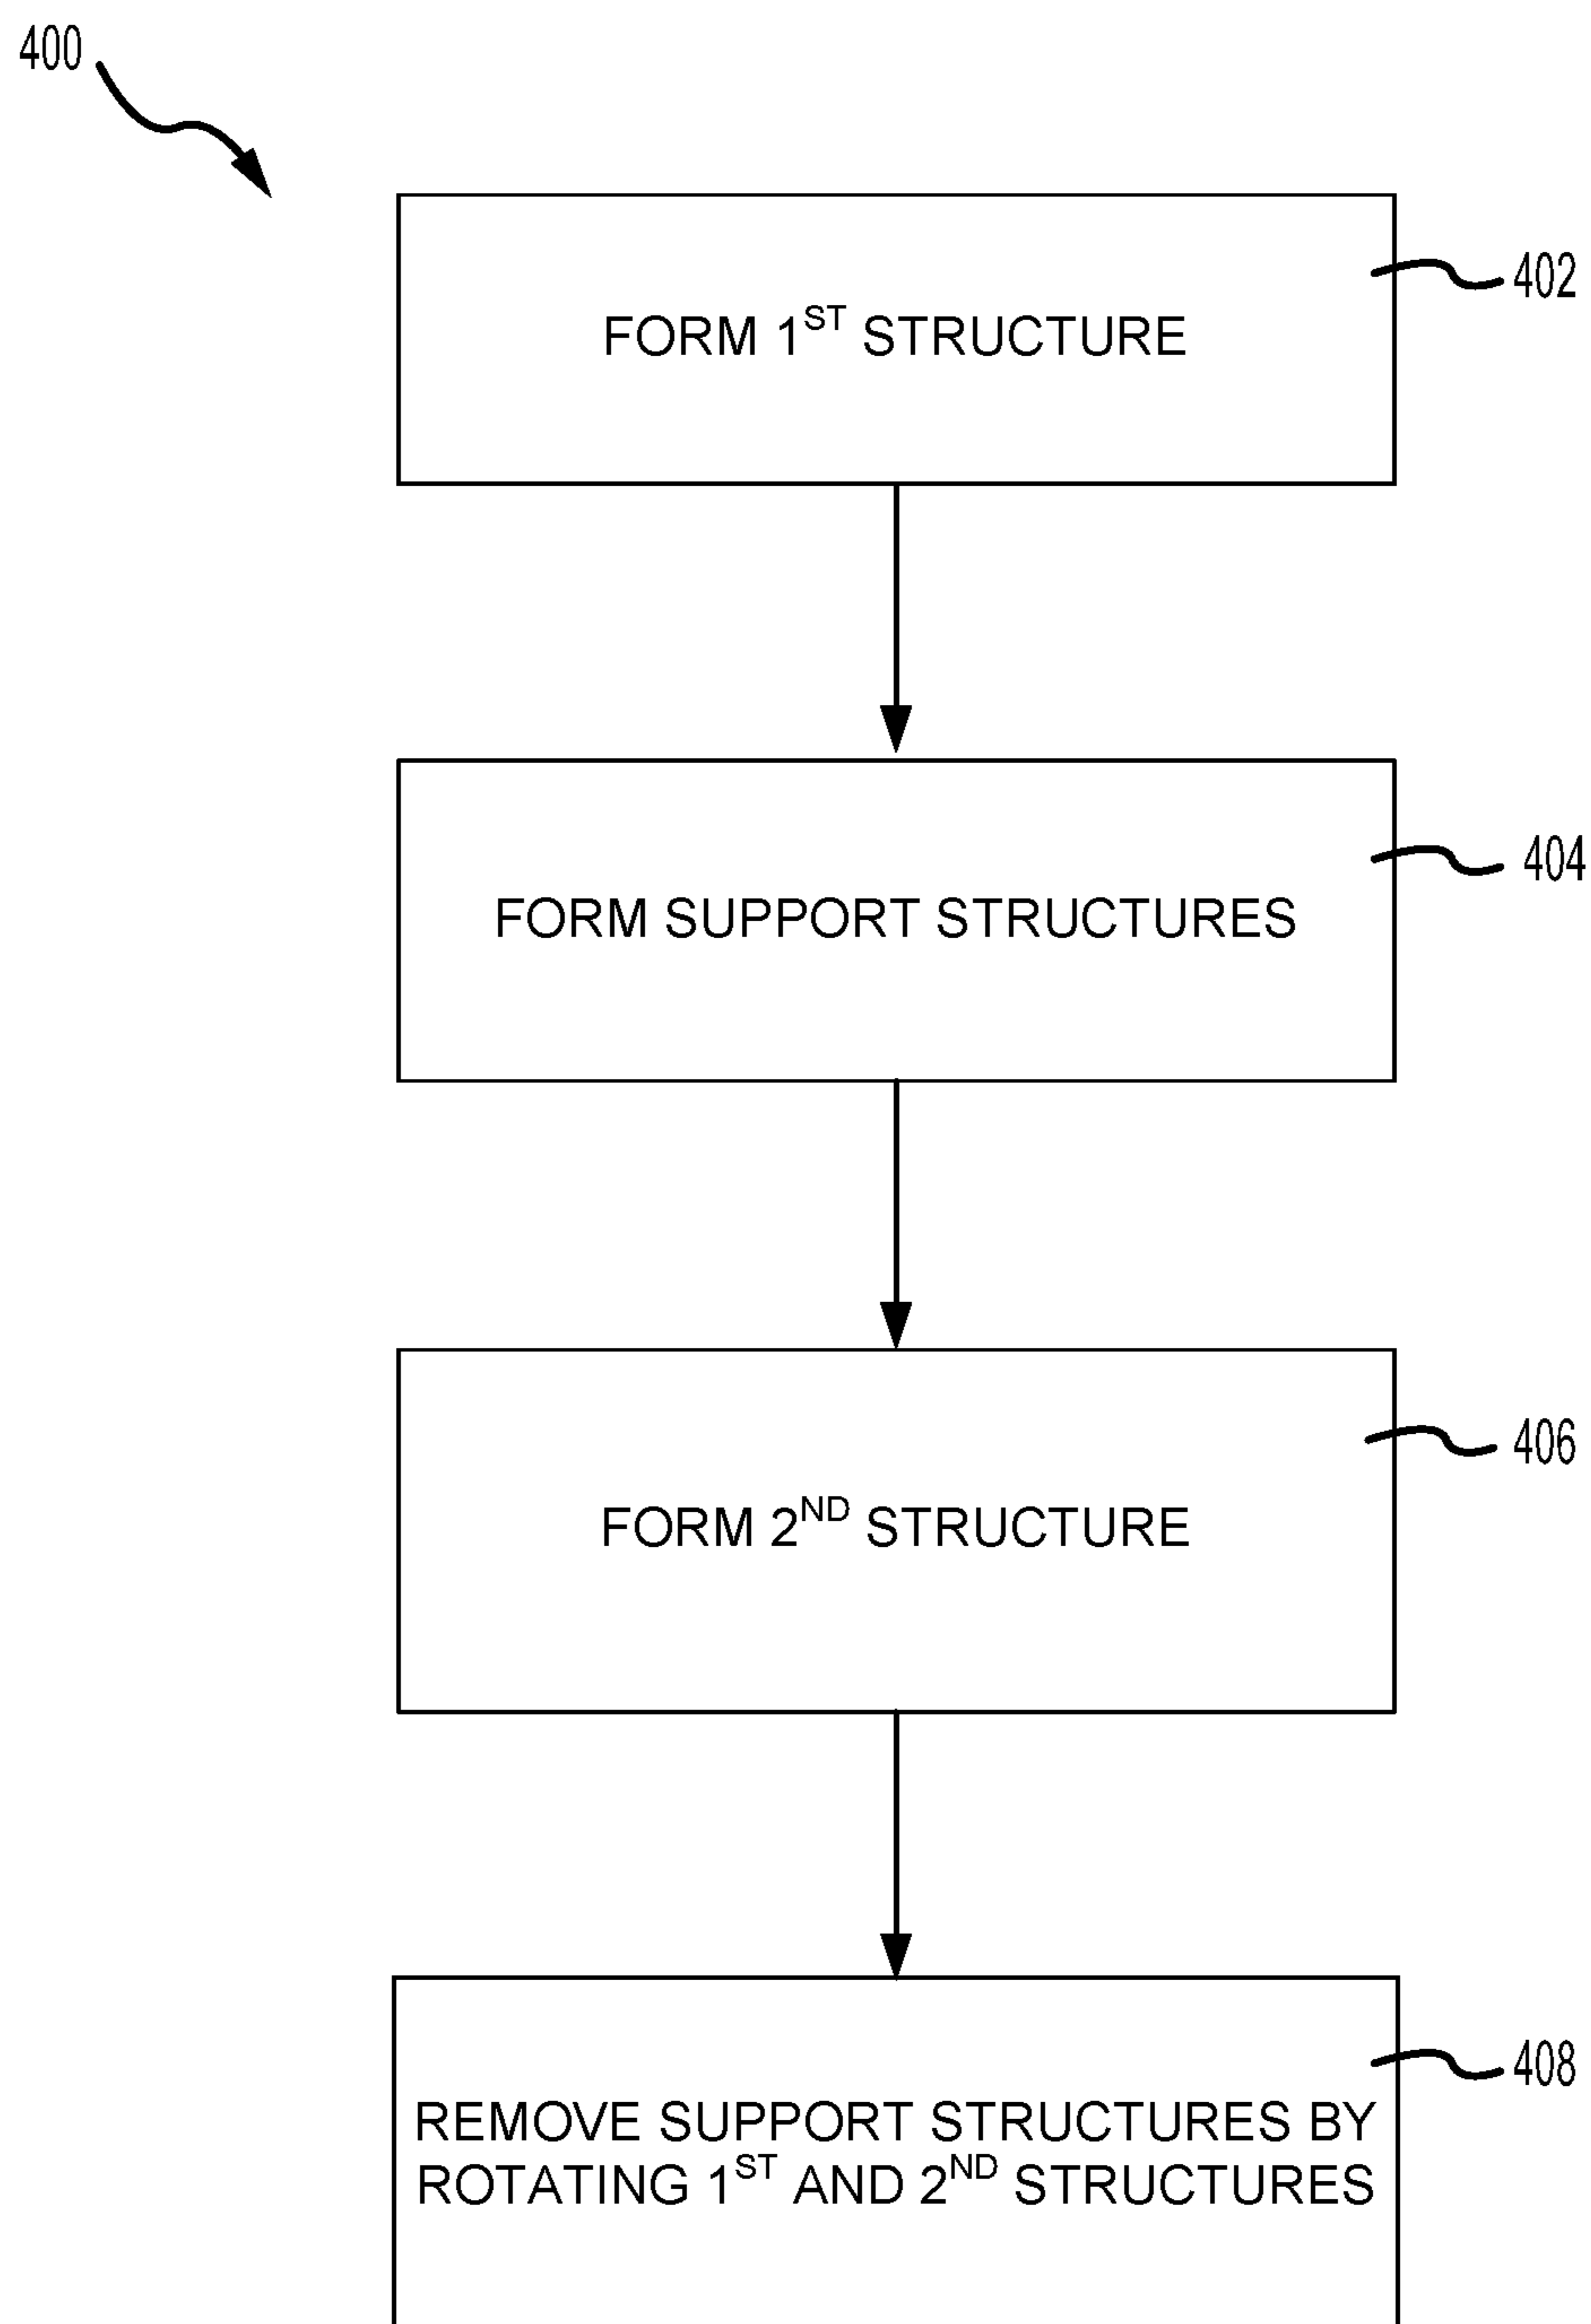 400
402
FORM 1ST STRUCTURE
404
FORM SUPPORT STRUCTURES
406
FORM 2ND STRUCTURE
408
REMOVE SUPPORT STRUCTURES BY
ROTATING 1ST AND 2ND STRUCTURES